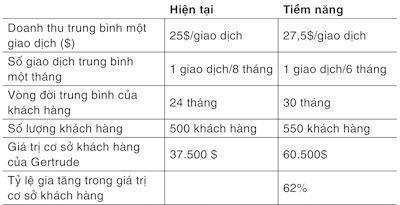 Hiện tại Tiềm năng
Doanh thu trung bình một
giao dịch ($) 25$/giao dịch 27,5$/giao dịch
Số giao dịch trung bình
một tháng 1 giao dịch/8 tháng 1 giao dịch/6 tháng
Vòng đời trung bình của
khách hàng 24 tháng 30 tháng
Số lượng khách hàng 500 khách hàng 550 khách hàng
Giá trị cơ sở khách hàng
của Gertrude 37.500 $ 60.500$
Tỷ lệ gia tăng trong giá trị
cơ sở khách hàng 62%